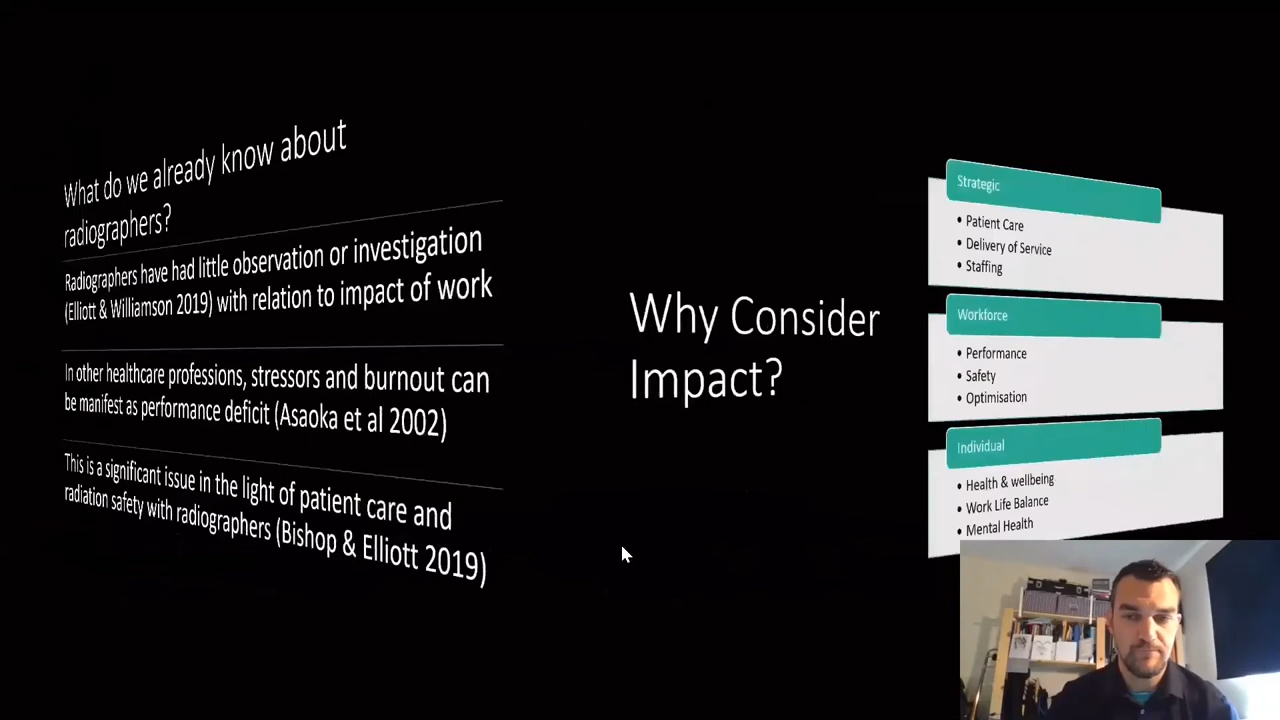 What do we already know about
radiographers?
Radiographers have had little observation or investigation
(Elliott & Williamson 2019) with relation to impact of work
In other healthcare professions, stressors and burnout can
be manifest as performance deficit (Asaoka et al 2002)
This is a significant issue in the light of patient care and
radiation safety with radiographers (Bishop & Elliott 2019)
Why Consider
Impact?
Strategic
• Patient Care
• Delivery of Service
• Staffing
Workforce
• Performance
• Safety
• Optimisation
Individual
• Health & wellbeing
• Work Life Balance
• Mental Health